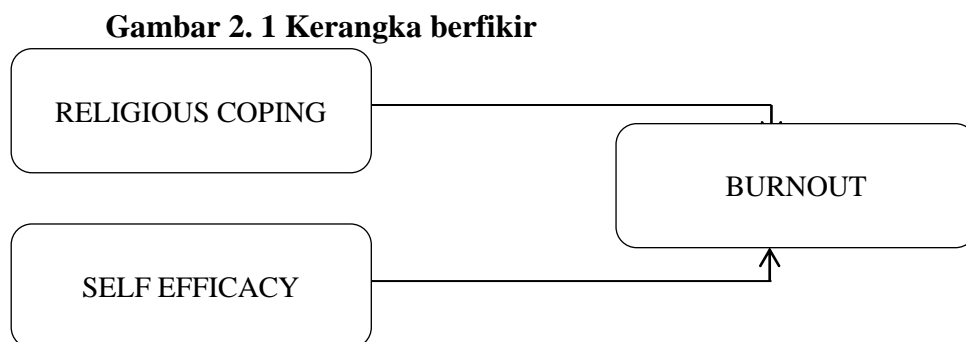 Gambar 2. 1 Kerangka berfikir
RELIGIOUS COPING
BURNOUT
SELF EFFICACY